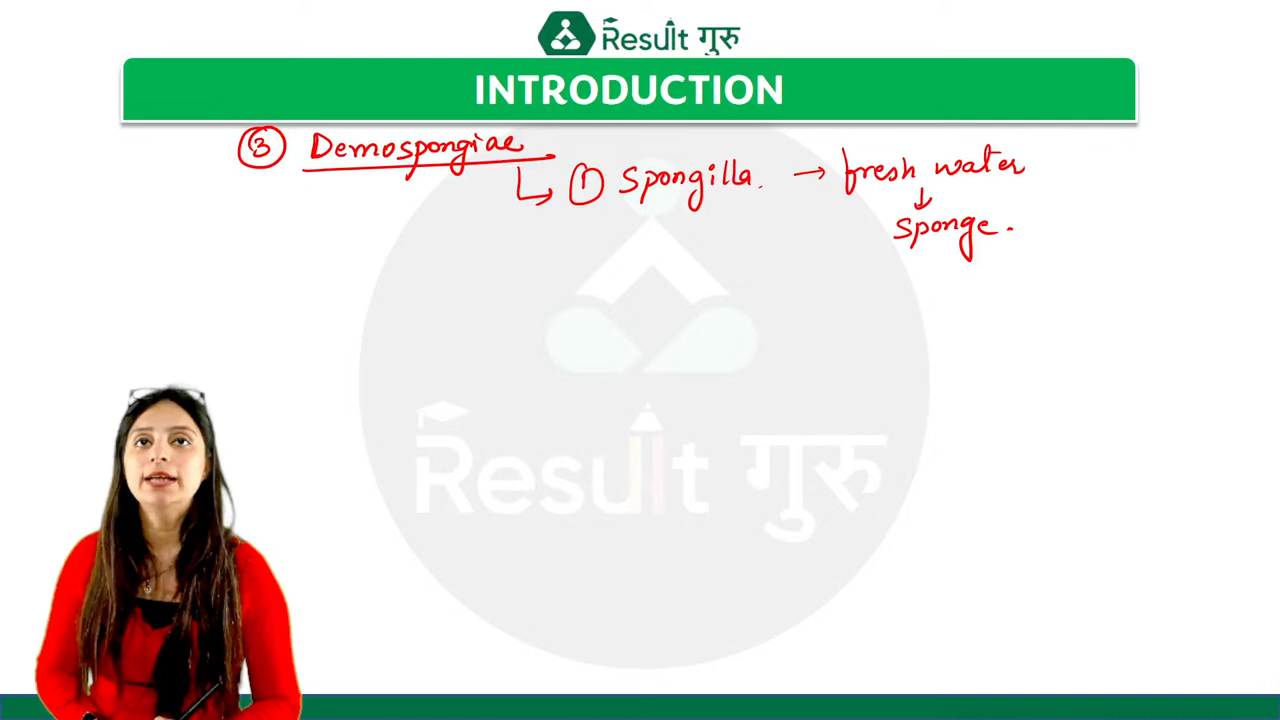 Result गुरु
INTRODUCTION
③ Demospongiae
① Spongilla. → fresh water
↓
sponge.
Result गुरु